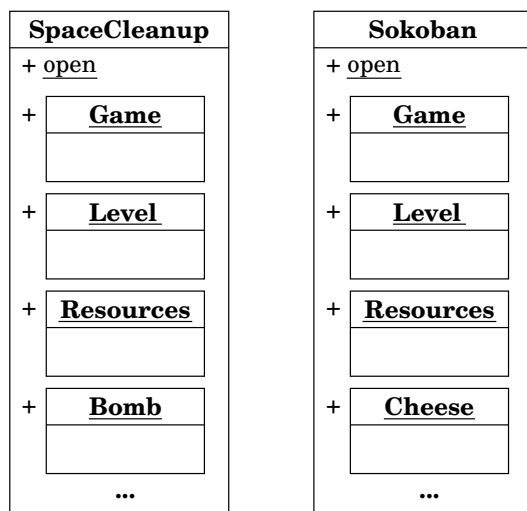 SpaceCleanup
+ open
+ Game
+ Level
+ Resources
+ Bomb
...
Sokoban
+ open
+ Game
+ Level
+ Resources
+ Cheese
...